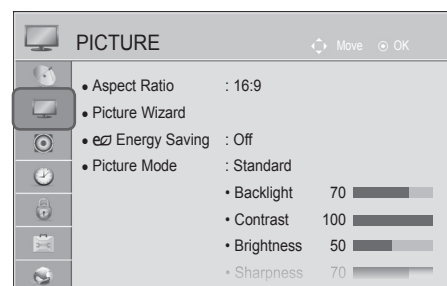 PICTURE Move OK
• Aspect Ratio : 16:9
• Picture Wizard
• Energy Saving : Off
• Picture Mode : Standard
• Backlight 70
• Contrast 100
• Brightness 50
• Sharpness 70